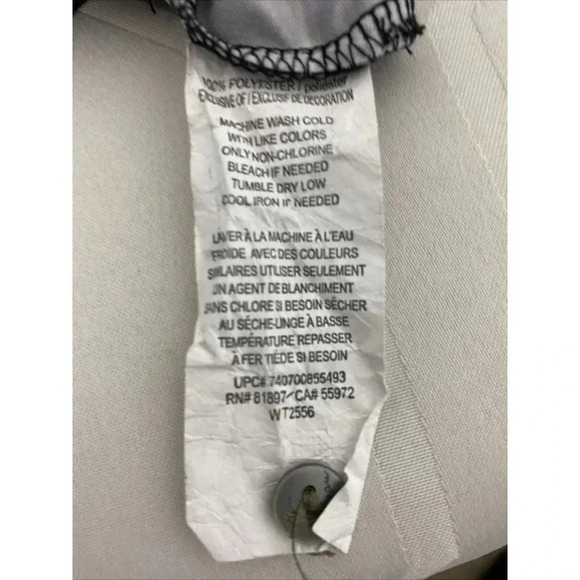 100% POLYESTER / poliéster
EXCLUSIVE OF / EXCLUSIF DE DECORATION
MACHINE WASH COLD
WITH LIKE COLORS
ONLY NON-CHLORINE
BLEACH IF NEEDED
TUMBLE DRY LOW
COOL IRON IF NEEDED
LAVER À LA MACHINE À L'EAU
FROIDE AVEC DES COULEURS
SIMILAIRES UTILISER SEULEMENT
UN AGENT DE BLANCHIMENT
SANS CHLORE SI BESOIN SÉCHER
AU SÈCHE-LINGE À BASSE
TEMPÉRATURE REPASSER
À FER TIÈDE SI BESOIN
UPC# 740700855493
RN# 81897 CA# 55972
WT2556